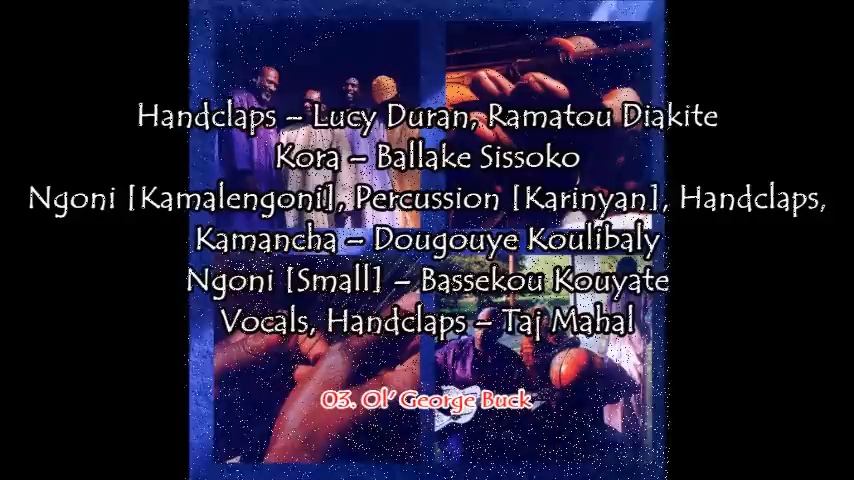 Handclaps – Lucy Duran, Ramatou Diakite
Kora – Ballake Sissoko
Ngoni [Kamalengoni], Percussion [Karinyan], Handclaps,
Kamancha – Dougouye Koulibaly
Ngoni [Small] – Bassekou Kouyate
Vocals, Handclaps – Taj Mahal
03. Ol' George Buck